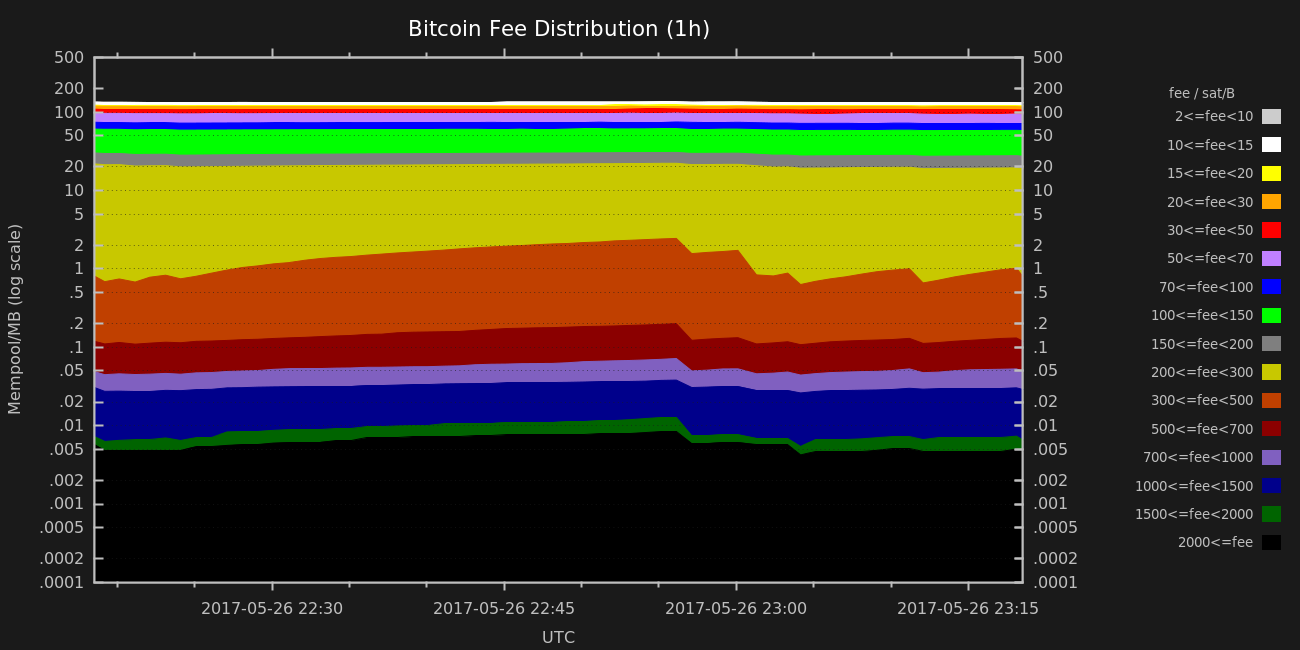 Bitcoin Fee Distribution (1h)
Mempool/MB (log scale)
500
200
100
50
20
10
5
2
1
.5
.2
.1
.05
.02
.01
.005
.002
.001
.0005
.0002
.0001
500
200
100
50
20
10
5
2
1
.5
.2
.1
.05
.02
.01
.005
.002
.001
.0005
.0002
.0001
2017-05-26 22:30
2017-05-26 22:45
2017-05-26 23:00
2017-05-26 23:15
UTC
fee / sat/B
2<=fee<10
10<=fee<15
15<=fee<20
20<=fee<30
30<=fee<50
50<=fee<70
70<=fee<100
100<=fee<150
150<=fee<200
200<=fee<300
300<=fee<500
500<=fee<700
700<=fee<1000
1000<=fee<1500
1500<=fee<2000
2000<=fee